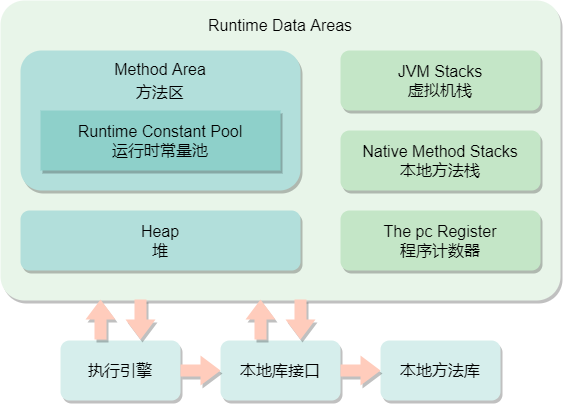 Runtime Data Areas
Method Area
方法区
Runtime Constant Pool
运行时常量池
Heap
堆
JVM Stacks
虚拟机栈
Native Method Stacks
本地方法栈
The pc Register
程序计数器
执行引擎
本地库接口
本地方法库